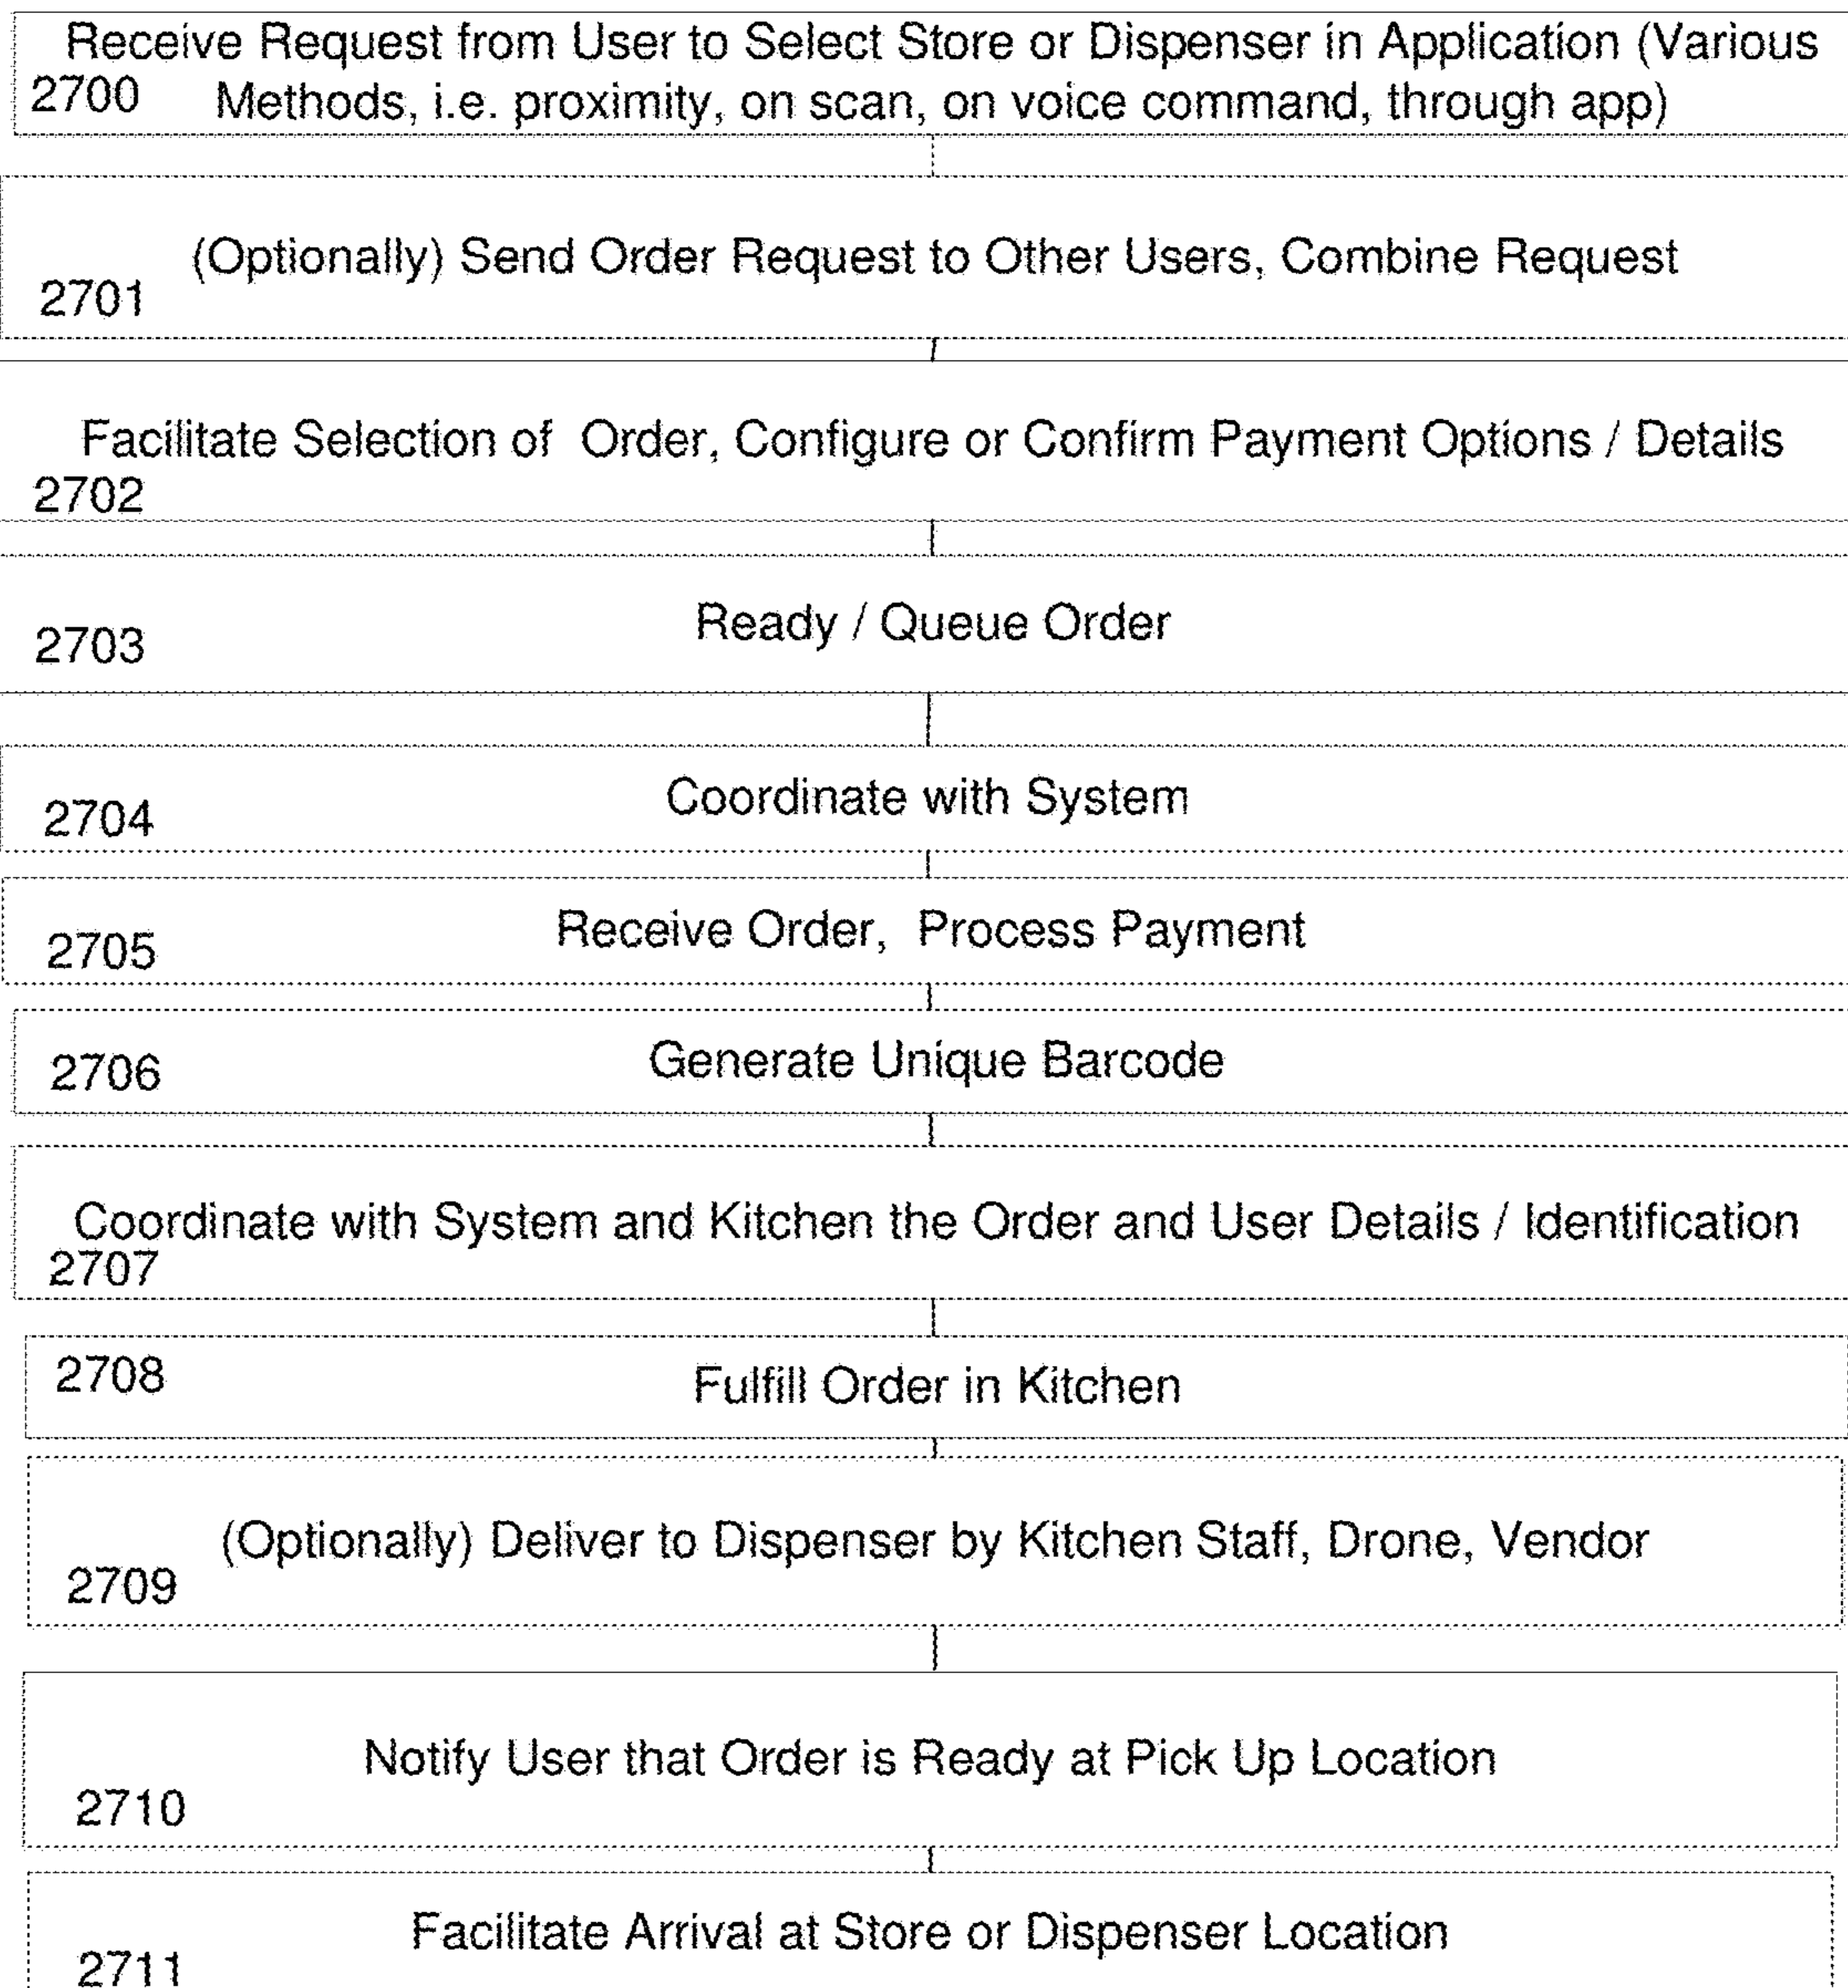 Receive Request from User to Select Store or Dispenser in Application (Various
2700 Methods, i.e. proximity, on scan, on voice command, through app)
(Optionally) Send Order Request to Other Users, Combine Request
2701
Facilitate Selection of Order, Configure or Confirm Payment Options / Details
2702
Ready / Queue Order
2703
Coordinate with System
2704
Receive Order, Process Payment
2705
Generate Unique Barcode
2706
Coordinate with System and Kitchen the Order and User Details / Identification
2707
2708
Fulfill Order in Kitchen
(Optionally) Deliver to Dispenser by Kitchen Staff, Drone, Vendor
2709
Notify User that Order is Ready at Pick Up Location
2710
Facilitate Arrival at Store or Dispenser Location
2711